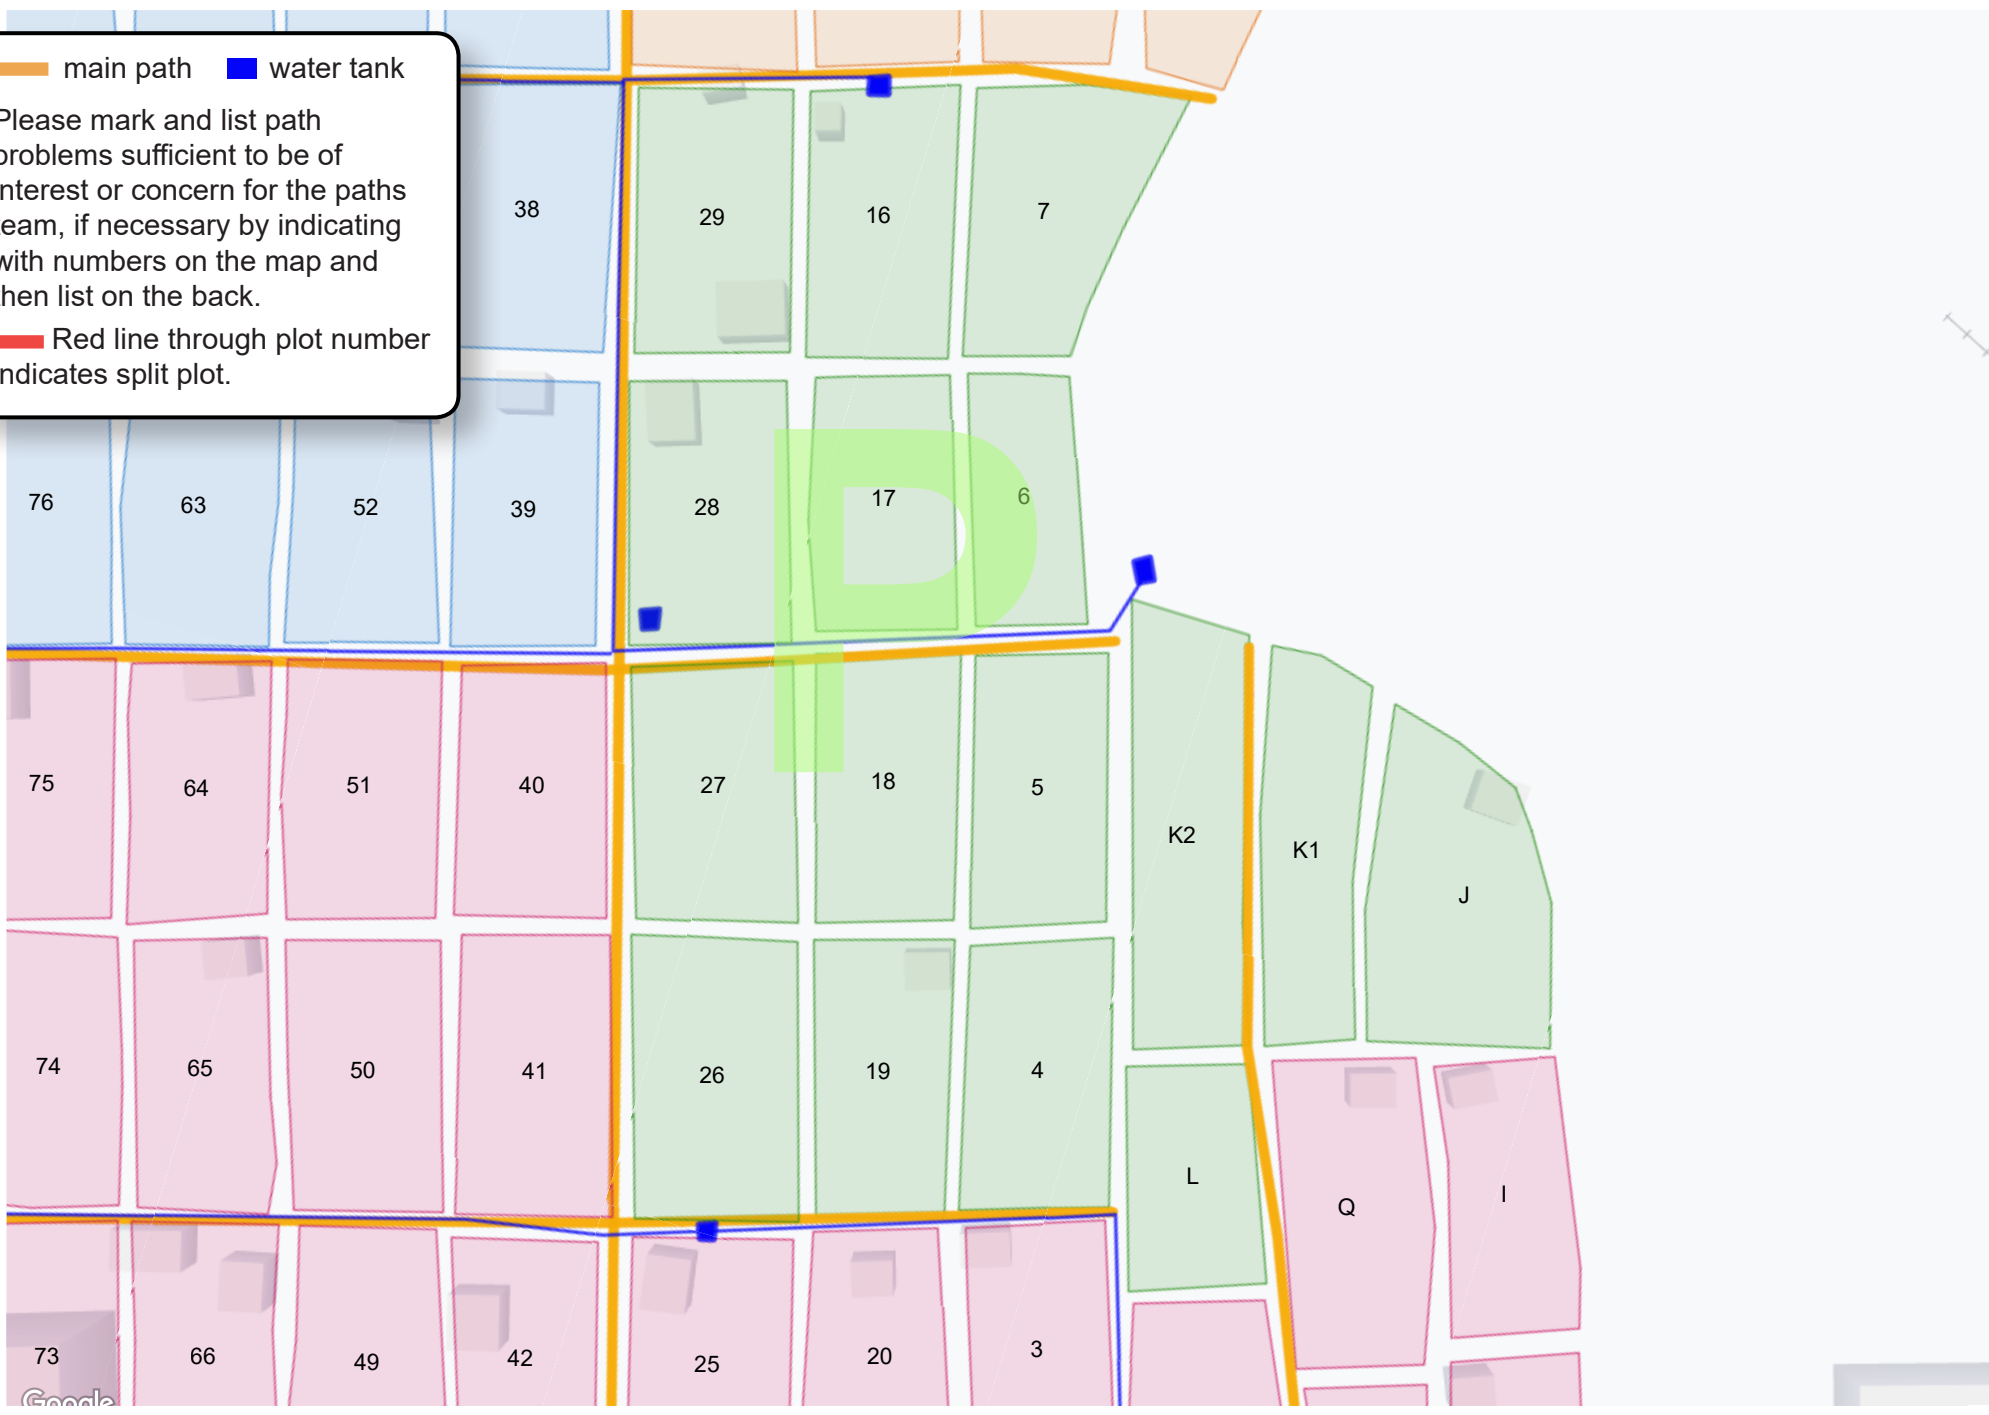 main path water tank
Please mark and list path
problems sufficient to be of
interest or concern for the paths
team, if necessary by indicating
with numbers on the map and
then list on the back.
Red line through plot number
indicates split plot.
38 29 16 7
76 63 52 39 28 17 6
P
75 64 51 40 27 18 5 K2 K1 J
74 65 50 41 26 19 4 L Q I
73 66 49 42 25 20 3
Google